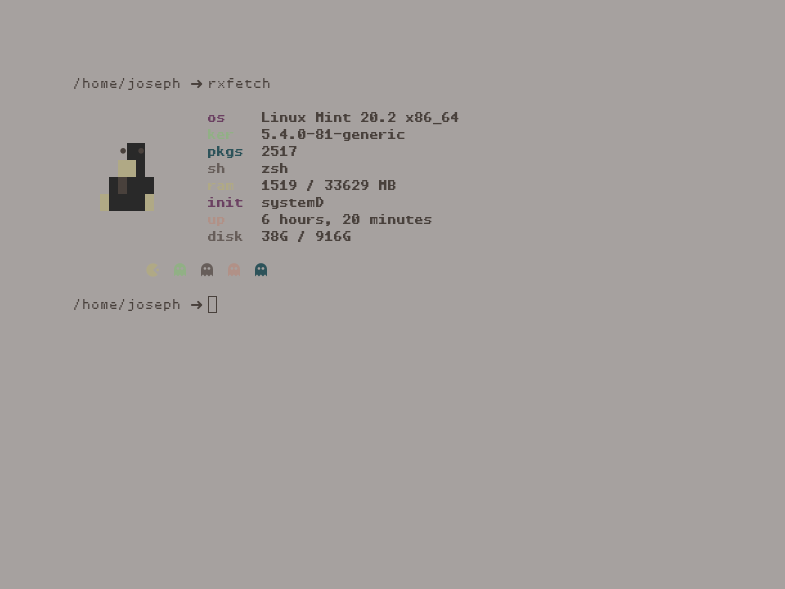 /home/joseph ➜ rxfetch
os Linux Mint 20.2 x86_64
ker 5.4.0-81-generic
pkgs 2517
sh zsh
ram 1519 / 33629 MB
init systemD
up 6 hours, 20 minutes
disk 38G / 916G
/home/joseph ➜